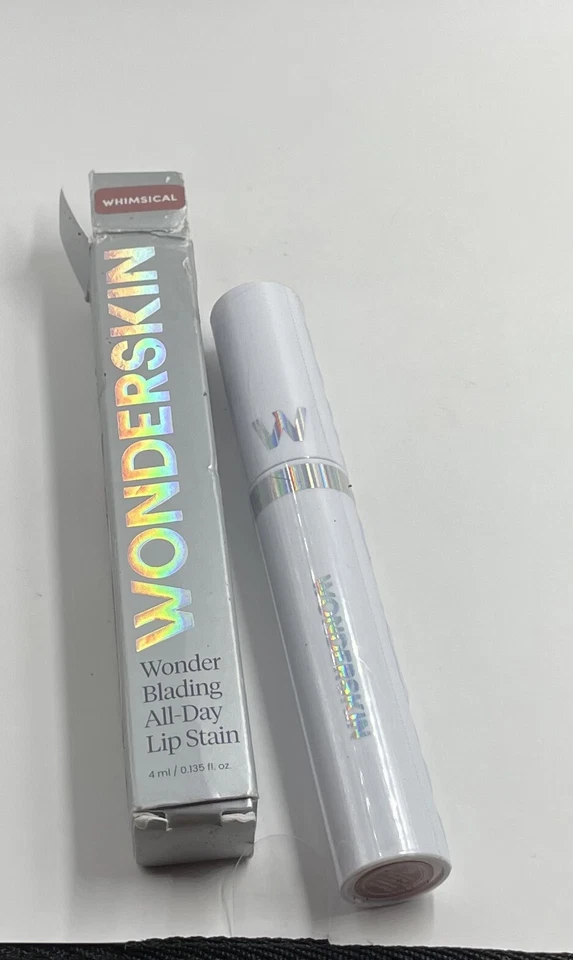 WHIMSICAL
WONDERSKIN
Wonder
Blading
All-Day
Lip Stain
4 ml / 0.135 fl. oz.
W
WONDERSKIN